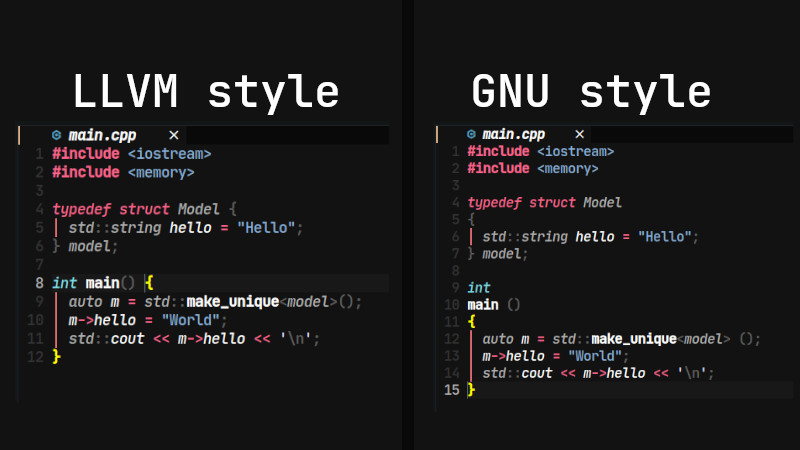 LLVM style
main.cpp ×
1 #include <iostream>
2 #include <memory>
3
4 typedef struct Model {
5 std::string hello = "Hello";
6 } model;
7
8 int main() {
9 auto m = std::make_unique<model>();
10 m->hello = "World";
11 std::cout << m->hello << '\n';
12 }
GNU style
main.cpp ×
1 #include <iostream>
2 #include <memory>
3
4 typedef struct Model
5 {
6 std::string hello = "Hello";
7 } model;
8
9 int
10 main ()
11 {
12 auto m = std::make_unique<model> ();
13 m->hello = "World";
14 std::cout << m->hello << '\n';
15 }